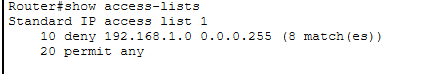 Router#show access-lists
Standard IP access list 1
    10 deny 192.168.1.0 0.0.0.255 (8 match(es))
    20 permit any